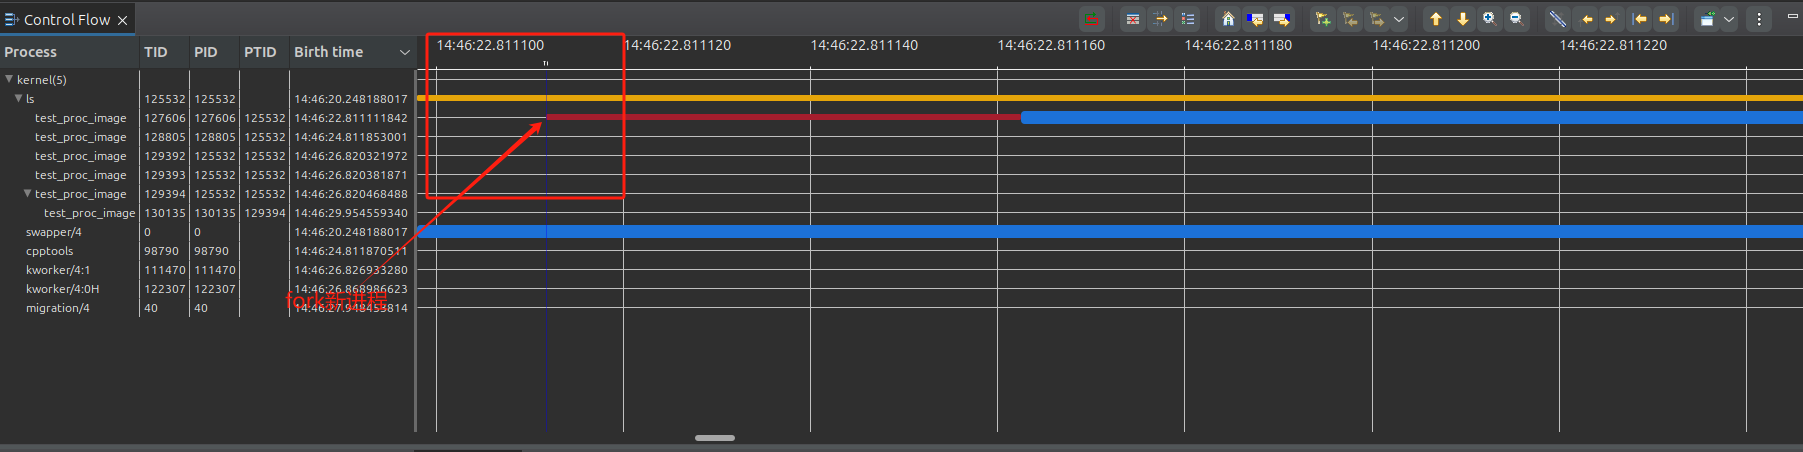 Control Flow
Process TID PID PTID Birth time
14:46:22.811100 14:46:22.811120 14:46:22.811140 14:46:22.811160 14:46:22.811180 14:46:22.811200 14:46:22.811220
kernel(5)
ls 125532 125532 14:46:20.248188017
test_proc_image 127606 127606 125532 14:46:22.811111842
test_proc_image 128805 128805 125532 14:46:24.811853001
test_proc_image 129392 125532 125532 14:46:26.820321972
test_proc_image 129393 125532 125532 14:46:26.820381871
test_proc_image 129394 125532 125532 14:46:26.820468488
test_proc_image 130135 130135 129394 14:46:29.954559340
swapper/4 0 0 14:46:20.248188017
cpptools 98790 98790 14:46:24.811870511
kworker/4:1 111470 111470 14:46:26.826933280
kworker/4:0H 122307 122307 14:46:26.868986623
fork新进程
migration/4 40 40 14:46:27.948453814